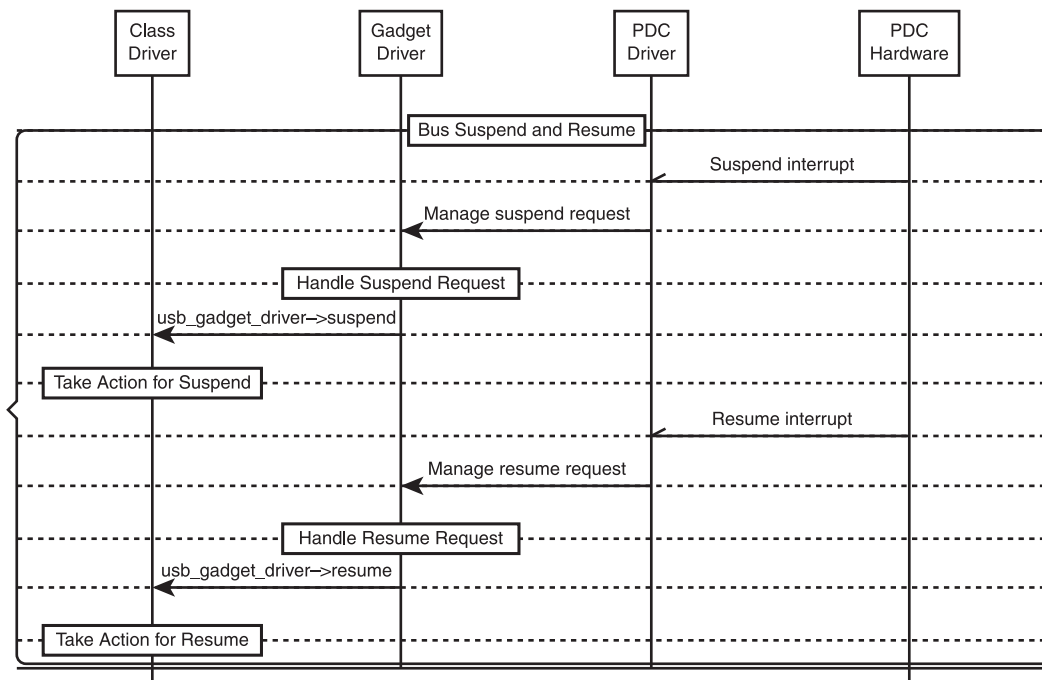 Class
Driver
Gadget
Driver
PDC
Driver
PDC
Hardware
Bus Suspend and Resume
Suspend interrupt
Manage suspend request
Handle Suspend Request
usb_gadget_driver–>suspend
Take Action for Suspend
Resume interrupt
Manage resume request
Handle Resume Request
usb_gadget_driver–>resume
Take Action for Resume